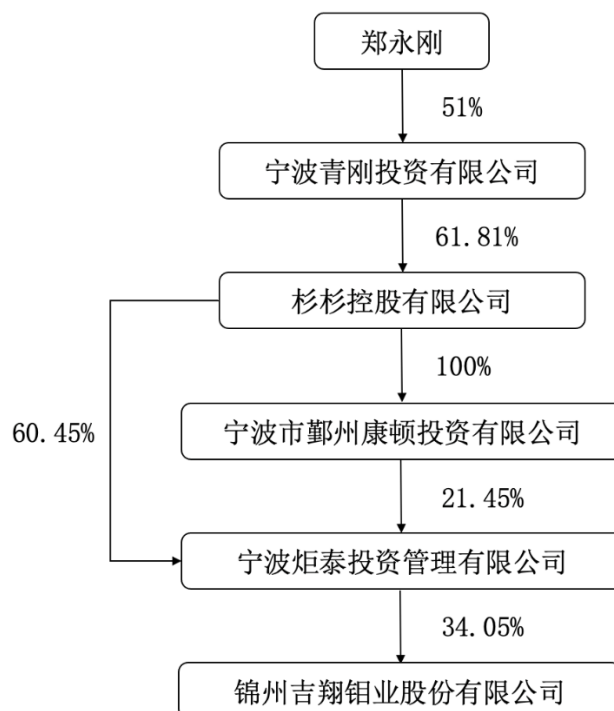 郑永刚
51%
宁波青刚投资有限公司
61.81%
杉杉控股有限公司
100%
60.45%
宁波市鄞州康顿投资有限公司
21.45%
宁波炬泰投资管理有限公司
34.05%
锦州吉翔钼业股份有限公司